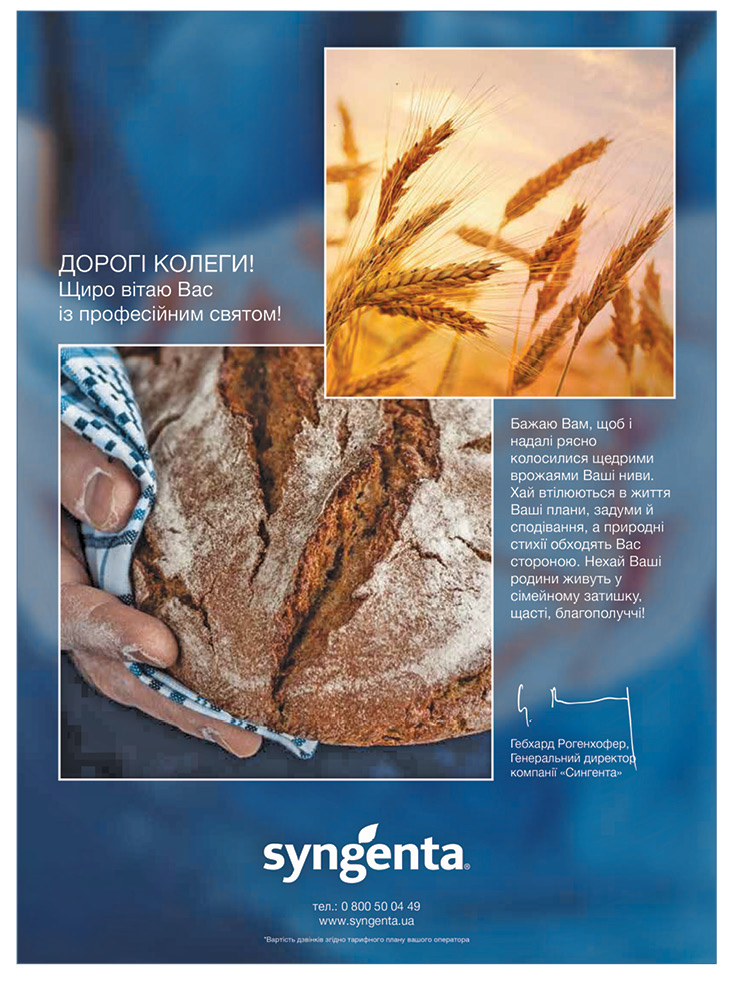 ДОРОГІ КОЛЕГИ!
Щиро вітаю Вас
із професійним святом!
Бажаю Вам, щоб і
надалі рясно
колосилися щедрими
врожаями Ваші ниви.
Хай втілюються в життя
Ваші плани, задуми й
сподівання, а природні
стихії обходять Вас
стороною. Нехай Ваші
родини живуть у
сімейному затишку,
щасті, благополуччі!
Гебхард Рогенхофер,
Генеральний директор
компанії «Сингента»
syngenta®
тел.: 0 800 50 04 49
www.syngenta.ua
*Вартість дзвінків згідно тарифного плану вашого оператора